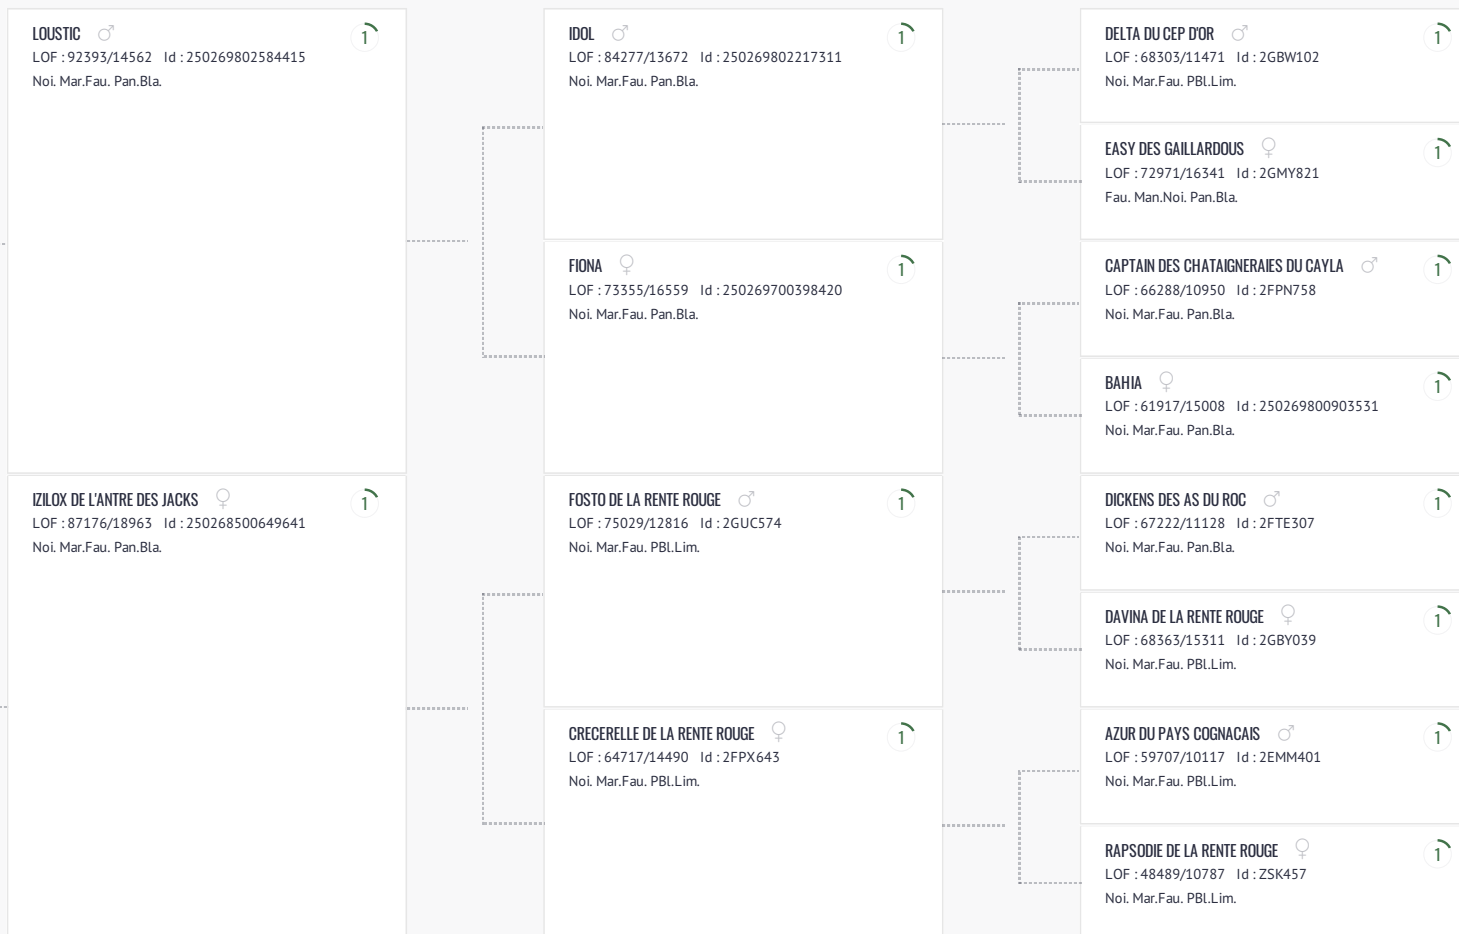 LOUSTIC
1
LOF : 92393/14562 Id : 250269802584415
Noi. Mar.Fau. Pan.Bla.
IZILOX DE L'ANTRE DES JACKS
1
LOF : 87176/18963 Id : 250268500649641
Noi. Mar.Fau. Pan.Bla.
IDOL
1
LOF : 84277/13672 Id : 250269802217311
Noi. Mar.Fau. Pan.Bla.
FIONA
1
LOF : 73355/16559 Id : 250269700398420
Noi. Mar.Fau. Pan.Bla.
FOSTO DE LA RENTE ROUGE
1
LOF : 75029/12816 Id : 2GUC574
Noi. Mar.Fau. PBl.Lim.
CRECERELLE DE LA RENTE ROUGE
1
LOF : 64717/14490 Id : 2FPX643
Noi. Mar.Fau. PBl.Lim.
DELTA DU CEP D'OR
1
LOF : 68303/11471 Id : 2GBW102
Noi. Mar.Fau. PBl.Lim.
EASY DES GAILLARDOUS
1
LOF : 72971/16341 Id : 2GMY821
Fau. Man.Noi. Pan.Bla.
CAPTAIN DES CHATAIGNERAIES DU CAYLA
1
LOF : 66288/10950 Id : 2FPN758
Noi. Mar.Fau. Pan.Bla.
BAHIA
1
LOF : 61917/15008 Id : 250269800903531
Noi. Mar.Fau. Pan.Bla.
DICKENS DES AS DU ROC
1
LOF : 67222/11128 Id : 2FTE307
Noi. Mar.Fau. Pan.Bla.
DAVINA DE LA RENTE ROUGE
1
LOF : 68363/15311 Id : 2GBY039
Noi. Mar.Fau. PBl.Lim.
AZUR DU PAYS COGNACAIS
1
LOF : 59707/10117 Id : 2EMM401
Noi. Mar.Fau. PBl.Lim.
RAPSODIE DE LA RENTE ROUGE
1
LOF : 48489/10787 Id : ZSK457
Noi. Mar.Fau. PBl.Lim.